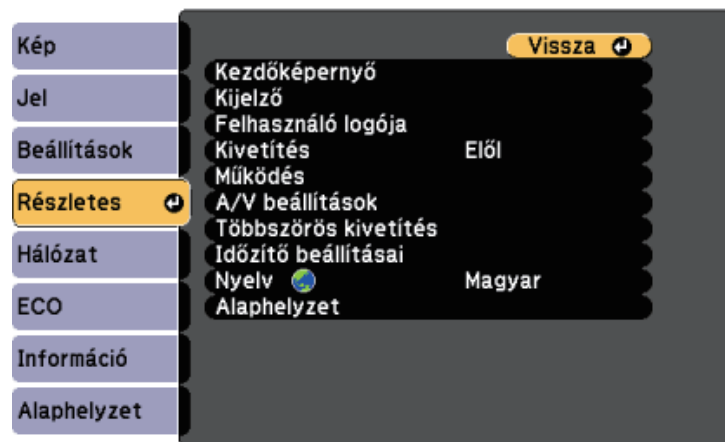 Kép
Jel
Beállítások
Részletes
Hálózat
ECO
Információ
Alaphelyzet
Vissza
Kezdőképernyő
Kijelző
Felhasználó logója
Kivetítés Elől
Működés
A/V beállítások
Többszörös kivetítés
Időzítő beállításai
Nyelv Magyar
Alaphelyzet